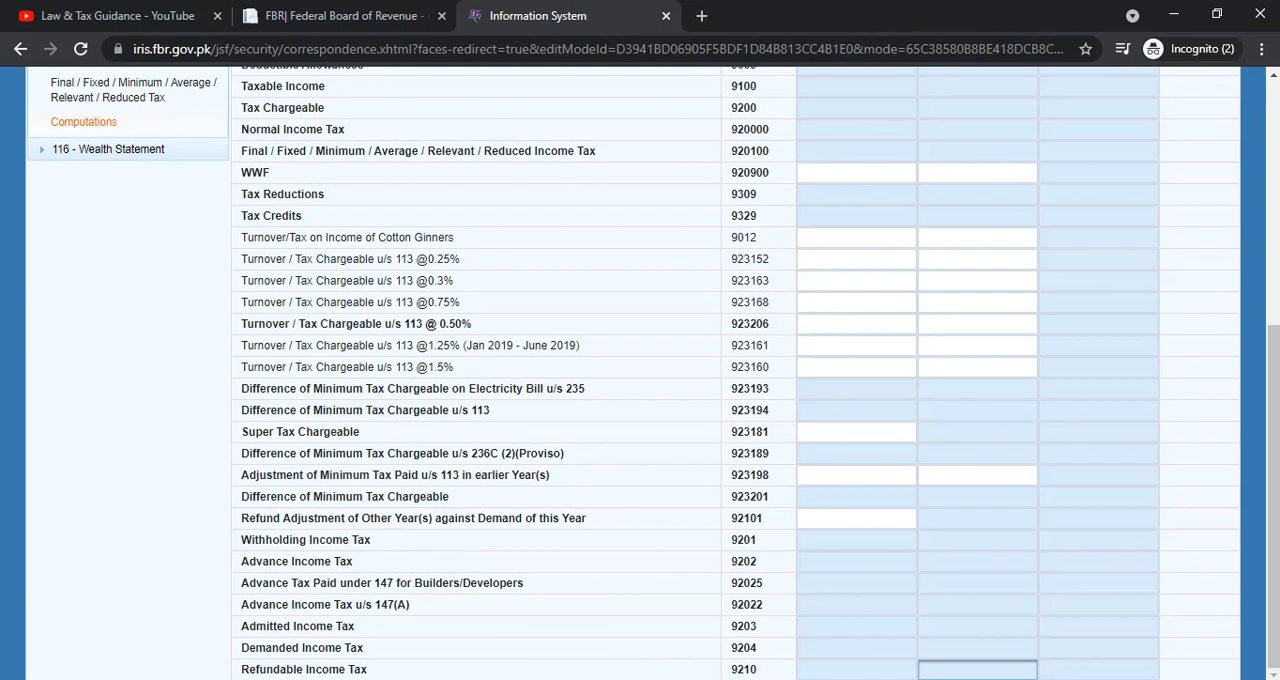 Law & Tax Guidance - YouTube
FBR| Federal Board of Revenue -
Information System
iris.fbr.gov.pk/jsf/security/correspondence.xhtml?faces-redirect=true&editModeId=D3941BD06905F5BDF1D84B813CC4B1E0&mode=65C38580B8BE418DCB8C...
Incognito (2)
Final / Fixed / Minimum / Average /
Relevant / Reduced Tax
Computations
116 - Wealth Statement
Deductible Allowances
Taxable Income 9100
Tax Chargeable 9200
Normal Income Tax 920000
Final / Fixed / Minimum / Average / Relevant / Reduced Income Tax 920100
WWF 920900
Tax Reductions 9309
Tax Credits 9329
Turnover/Tax on Income of Cotton Ginners 9012
Turnover / Tax Chargeable u/s 113 @0.25% 923152
Turnover / Tax Chargeable u/s 113 @0.3% 923163
Turnover / Tax Chargeable u/s 113 @0.75% 923168
Turnover / Tax Chargeable u/s 113 @ 0.50% 923206
Turnover / Tax Chargeable u/s 113 @1.25% (Jan 2019 - June 2019) 923161
Turnover / Tax Chargeable u/s 113 @1.5% 923160
Difference of Minimum Tax Chargeable on Electricity Bill u/s 235 923193
Difference of Minimum Tax Chargeable u/s 113 923194
Super Tax Chargeable 923181
Difference of Minimum Tax Chargeable u/s 236C (2)(Proviso) 923189
Adjustment of Minimum Tax Paid u/s 113 in earlier Year(s) 923198
Difference of Minimum Tax Chargeable 923201
Refund Adjustment of Other Year(s) against Demand of this Year 92101
Withholding Income Tax 9201
Advance Income Tax 9202
Advance Tax Paid under 147 for Builders/Developers 92025
Advance Income Tax u/s 147(A) 92022
Admitted Income Tax 9203
Demanded Income Tax 9204
Refundable Income Tax 9210